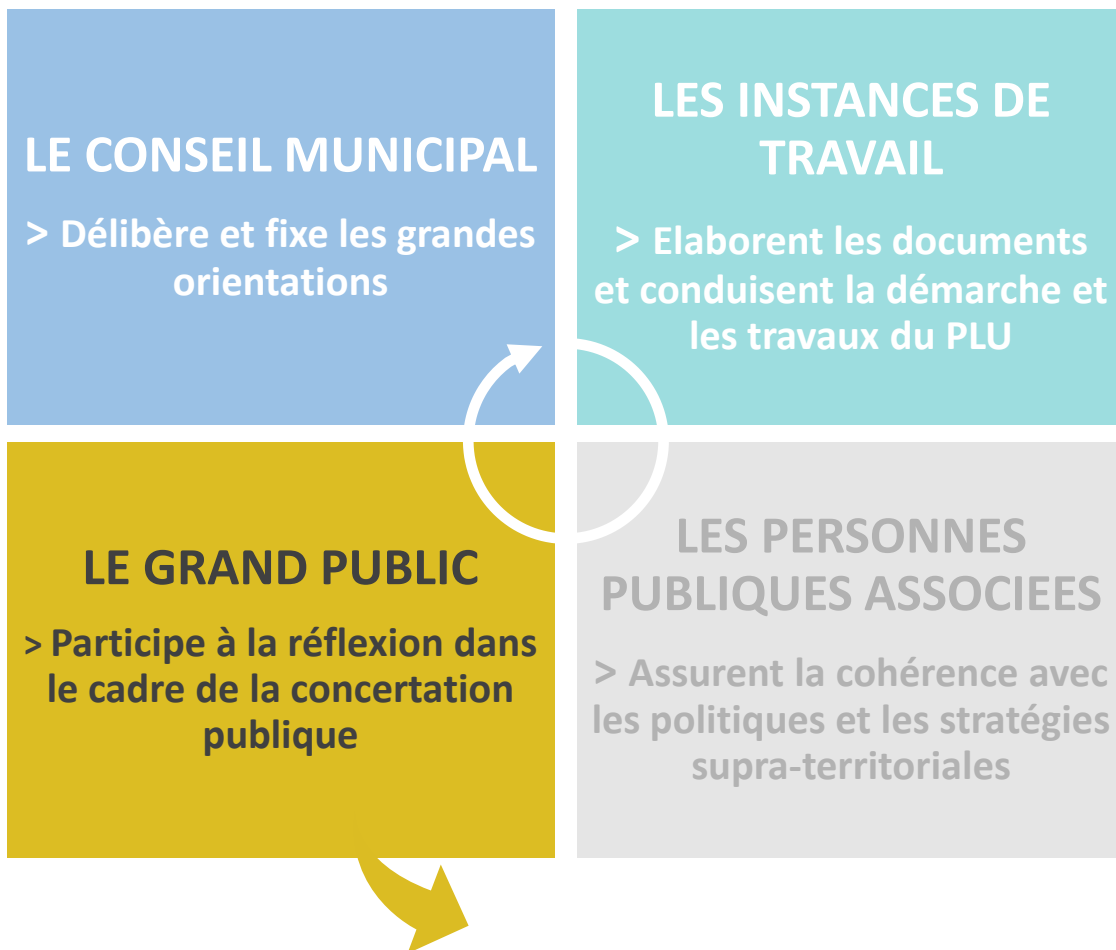 LE CONSEIL MUNICIPAL
> Délibère et fixe les grandes
orientations
LES INSTANCES DE
TRAVAIL
> Elaborent les documents
et conduisent la démarche et
les travaux du PLU
LE GRAND PUBLIC
> Participe à la réflexion dans
le cadre de la concertation
publique
LES PERSONNES
PUBLIQUES ASSOCIEES
> Assurent la cohérence avec
les politiques et les stratégies
supra-territoriales